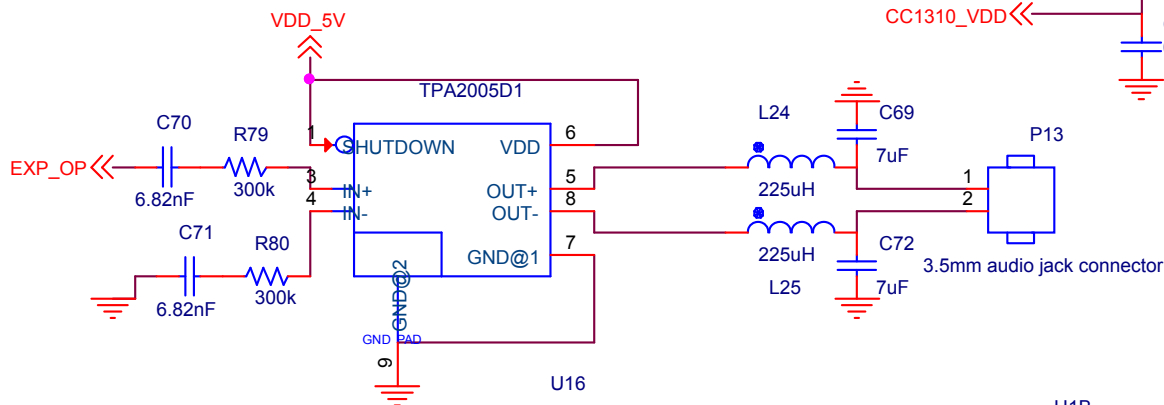 VDD_5V
CC1310_VDD
TPA2005D1
C70
R79
1
SHUTDOWN
VDD
6
L24
C69
P13
EXP_OP
7uF
6.82nF
300k
3
IN+
OUT+
5
225uH
1
4
IN-
OUT-
8
2
C71
R80
GND@1
7
225uH
C72
3.5mm audio jack connector
6.82nF
300k
GND@2
L25
7uF
GND PAD
9
U16